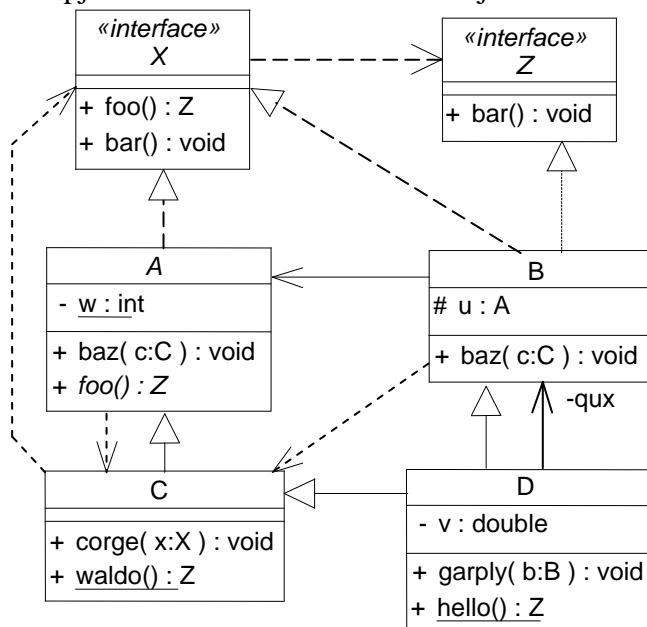 «interface»
X
+ foo() : Z
+ bar() : void
«interface»
Z
+ bar() : void
A
- w : int
+ baz( c:C ) : void
+ foo() : Z
B
# u : A
+ baz( c:C ) : void
-qux
C
+ corge( x:X ) : void
+ waldo() : Z
D
- v : double
+ garply( b:B ) : void
+ hello() : Z